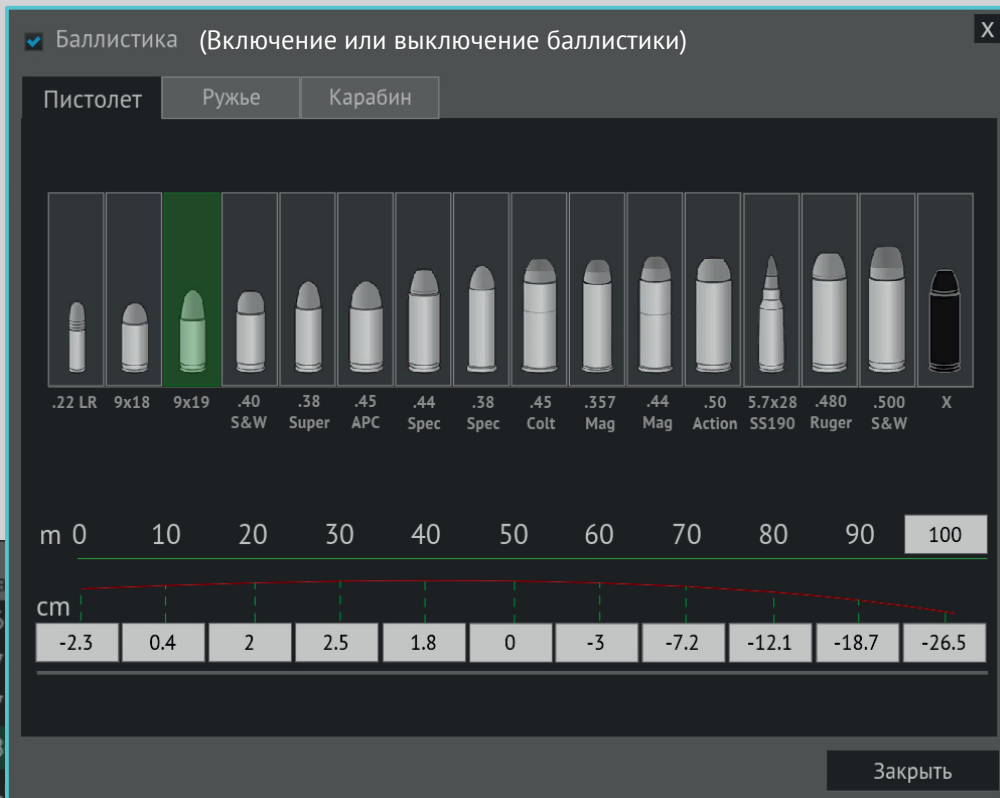 Баллистика (Включение или выключение баллистики) X
Пистолет Ружье Карабин
.22 LR 9x18 9x19 .40 .38 .45 .44 .38 .45 .357 .44 .50 5.7x28 .480 .500 X
S&W Super APC Spec Spec Colt Mag Mag Action SS190 Ruger S&W
m 0 10 20 30 40 50 60 70 80 90 100
cm
-2.3 0.4 2 2.5 1.8 0 -3 -7.2 -12.1 -18.7 -26.5
Закрыть